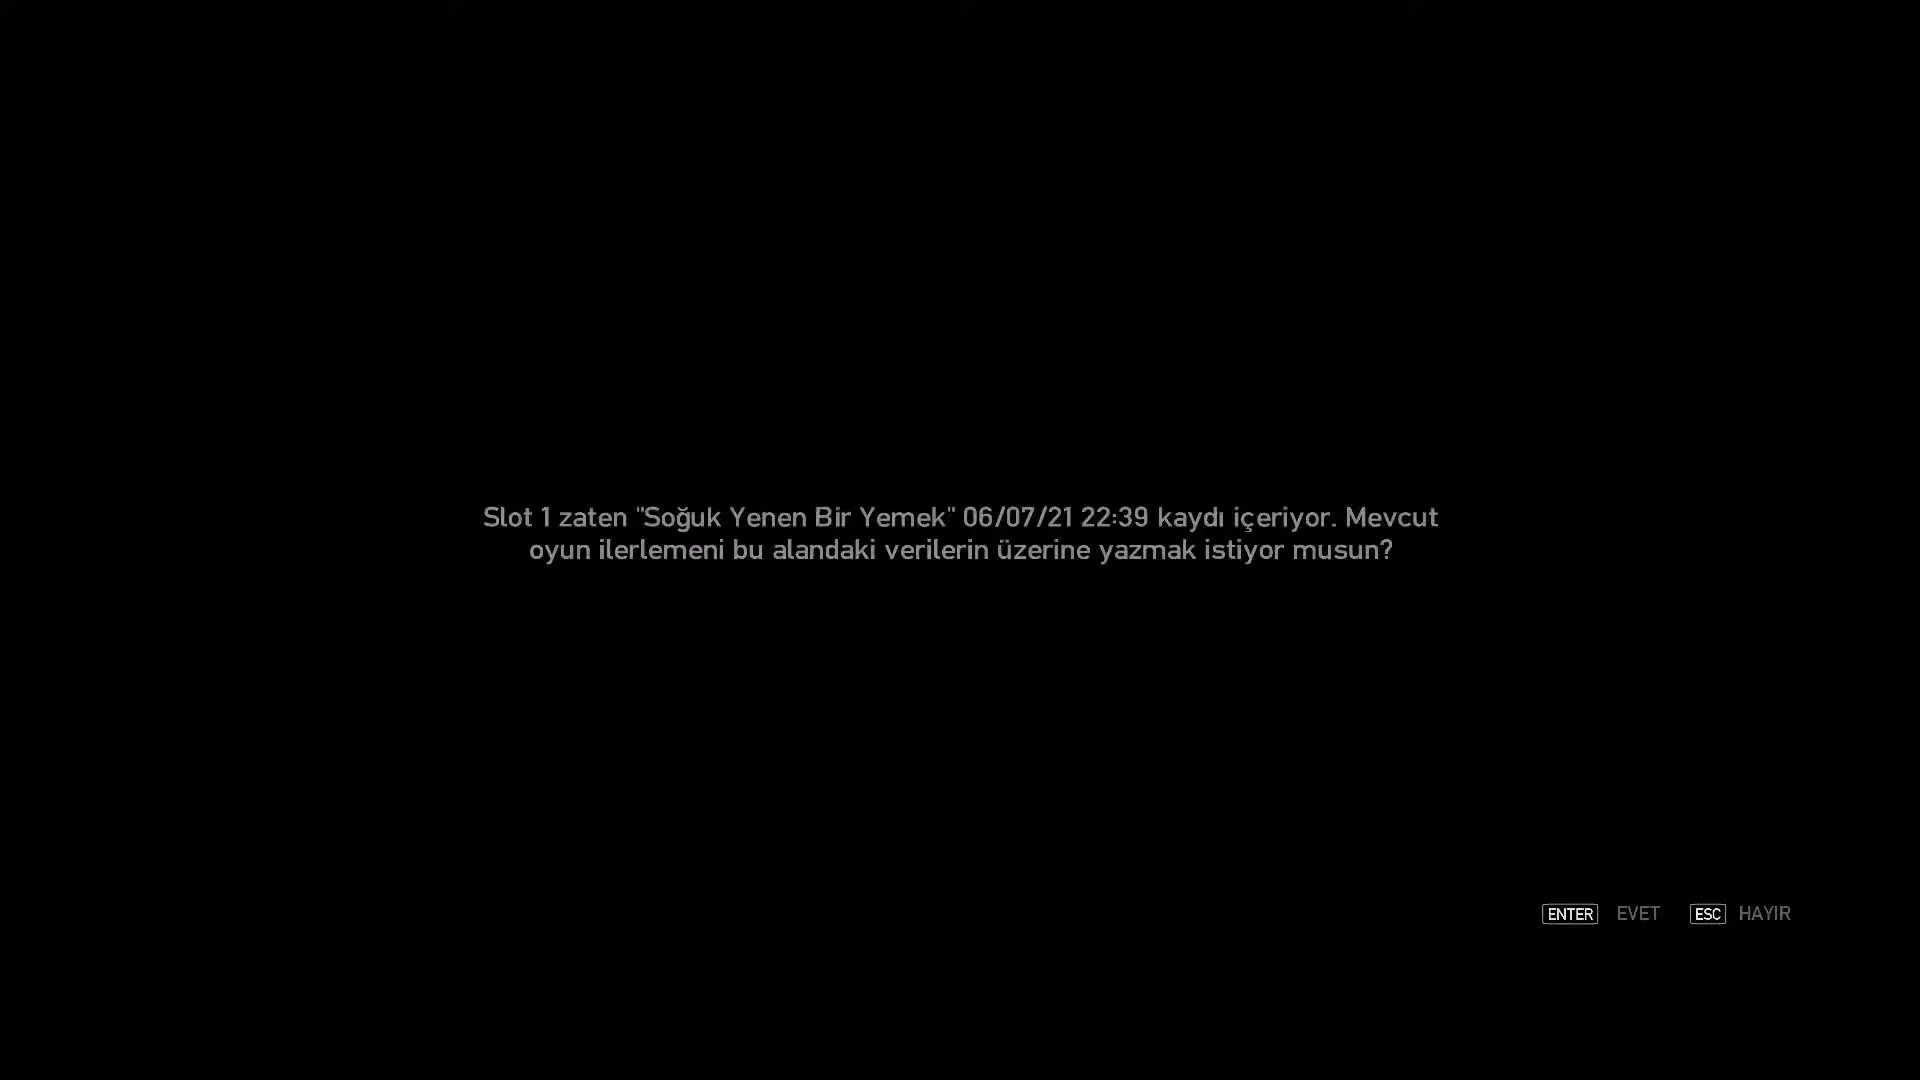 Slot 1 zaten "Soğuk Yenen Bir Yemek" 06/07/21 22:39 kaydı içeriyor. Mevcut
oyun ilerlemeni bu alandaki verilerin üzerine yazmak istiyor musun?
ENTER EVET ESC HAYIR